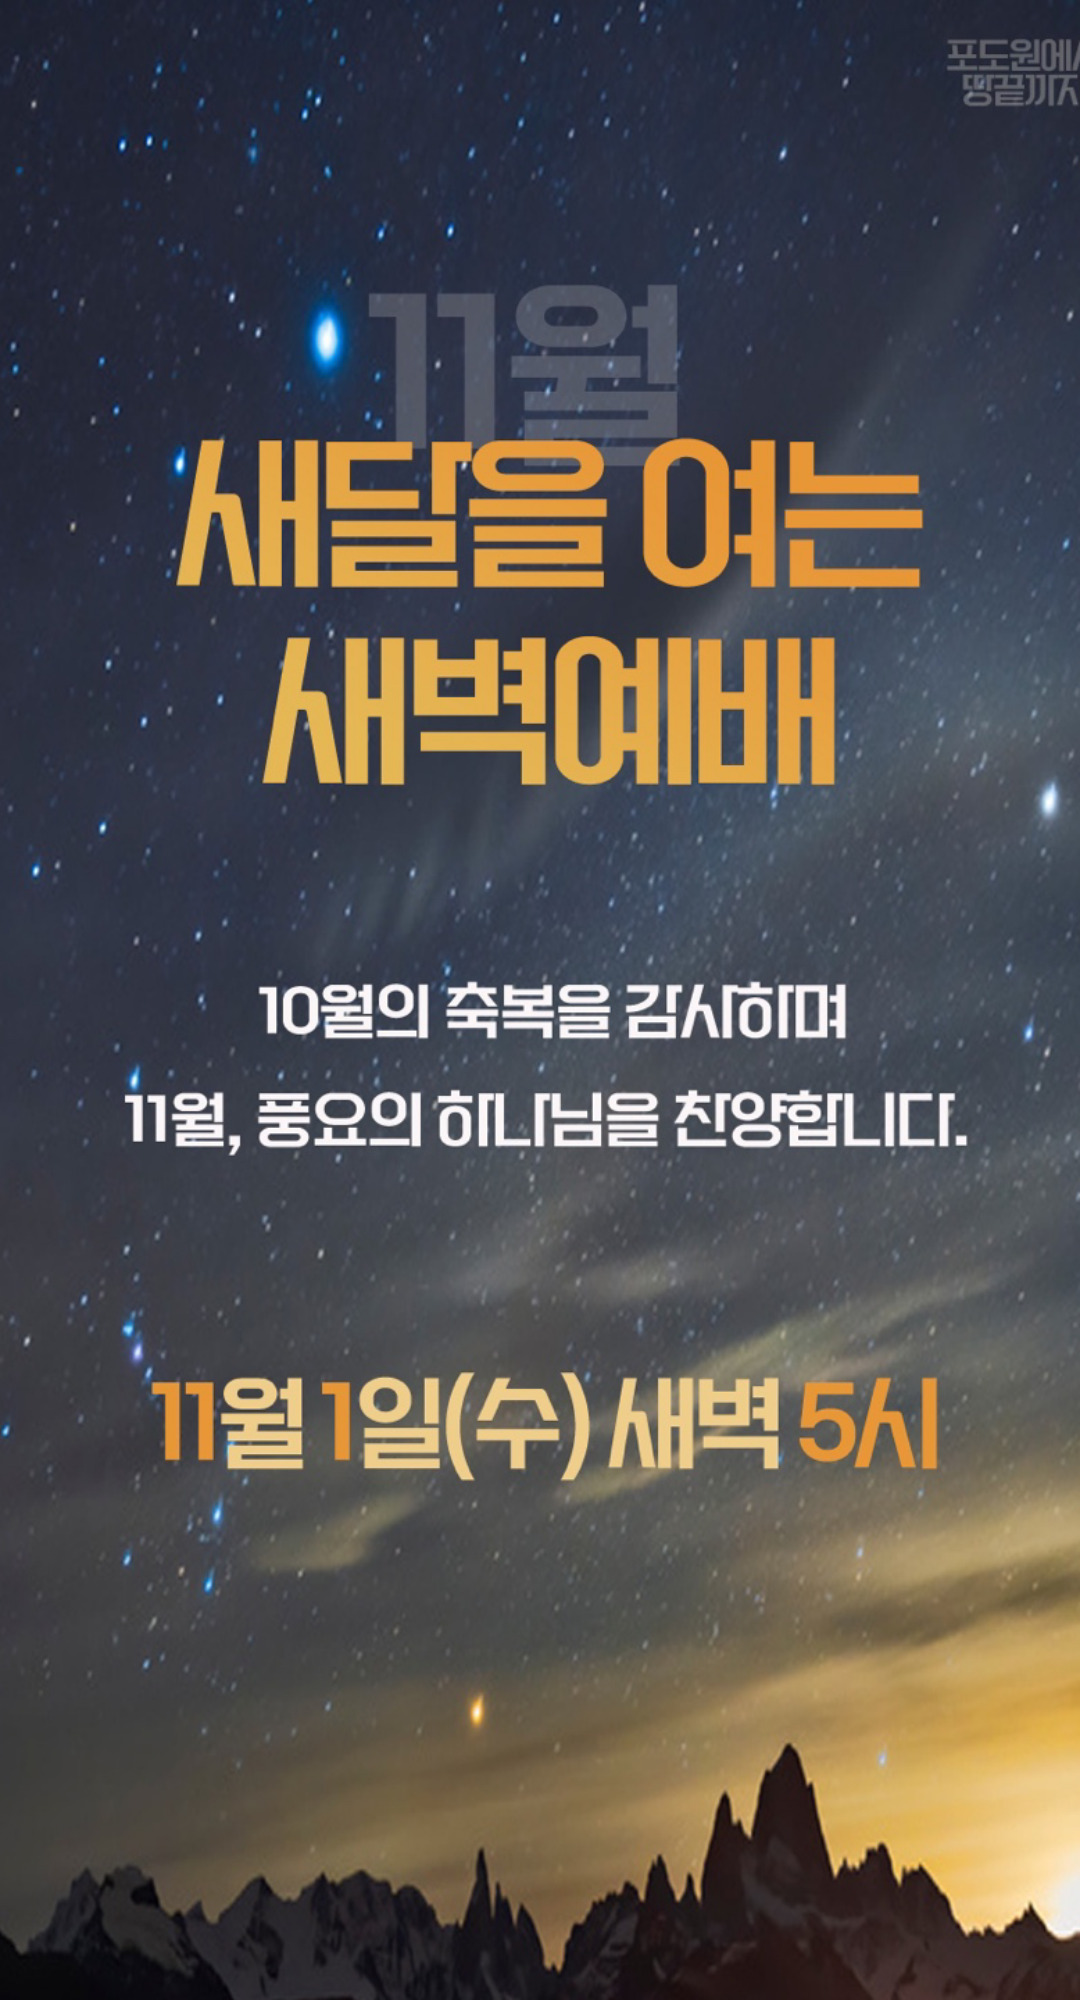 포도원에서
땅끝까지
11월
새달을 여는
새벽예배
10월의 축복을 감사하며
11월, 풍요의 하나님을 찬양합니다.
11월 1일(수) 새벽 5시